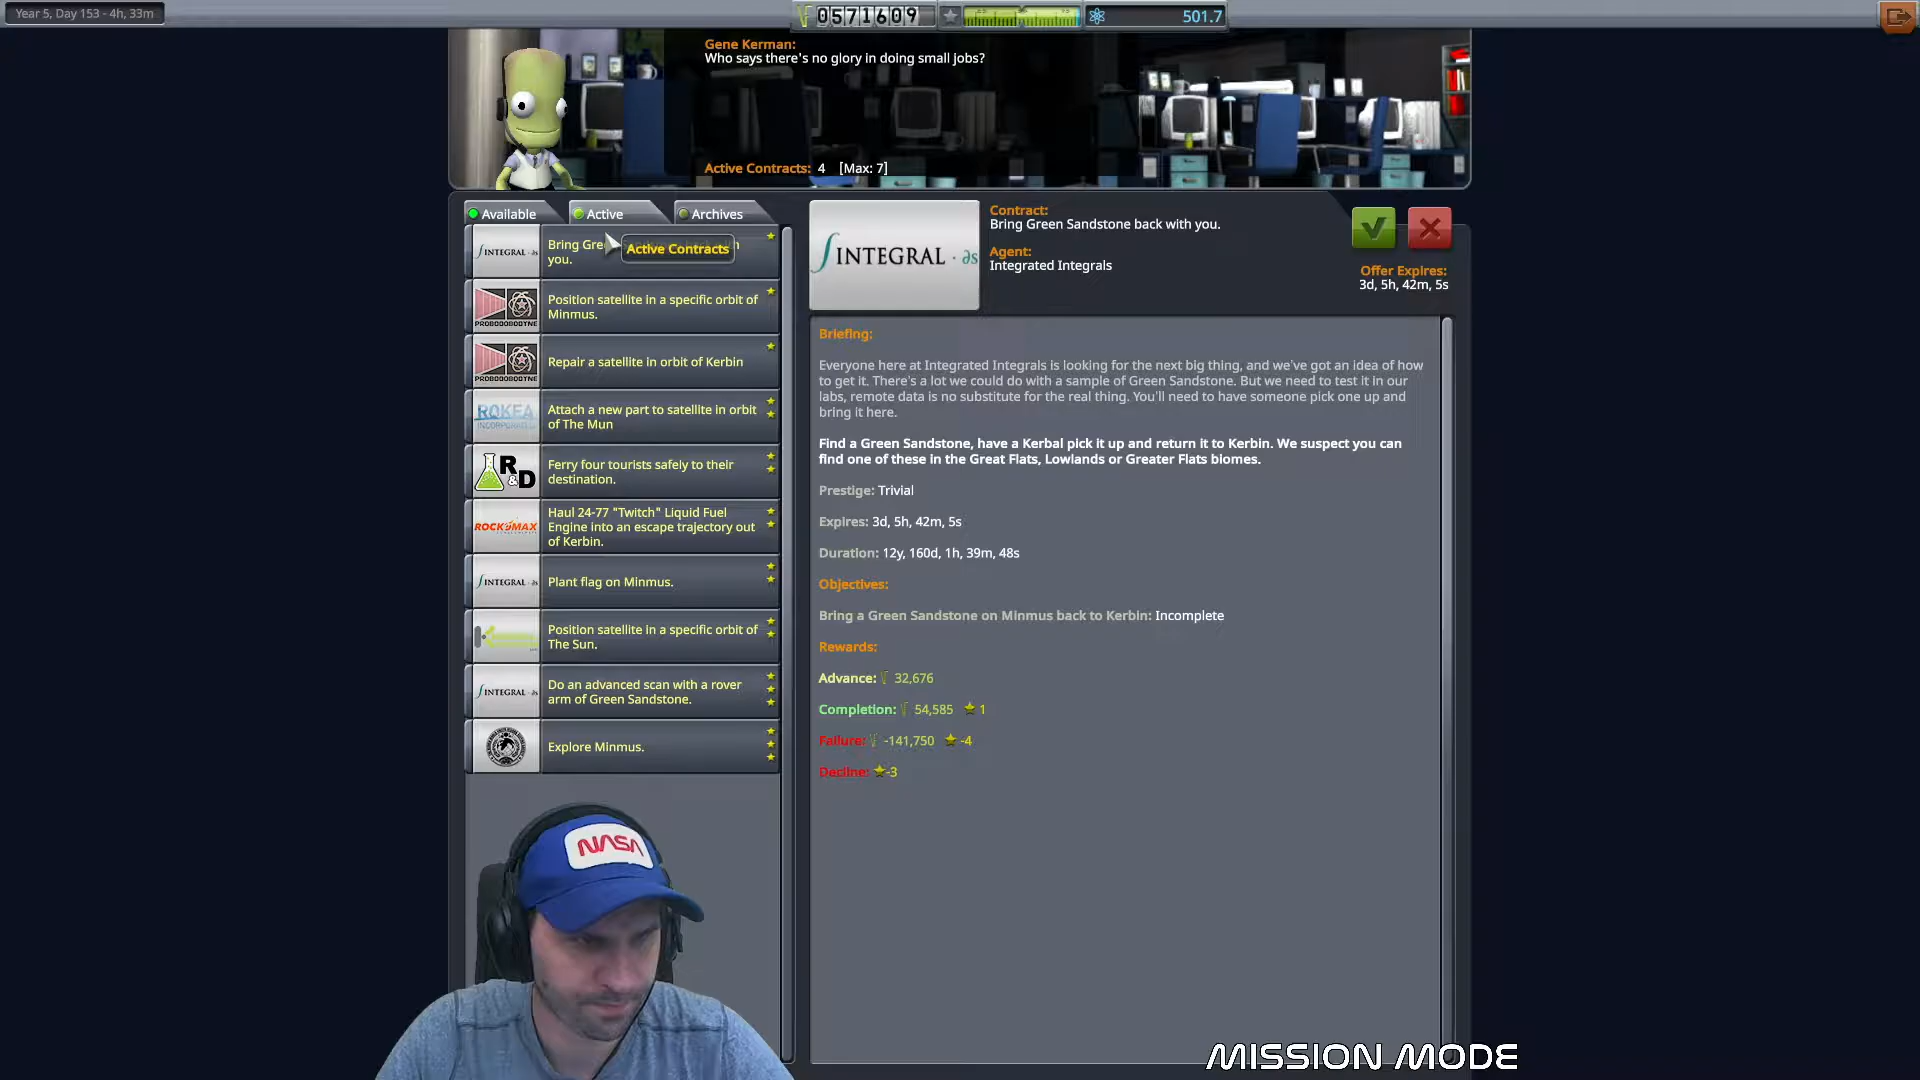 Year 5, Day 153 - 4h, 33m
0571609
501.7
Gene Kerman:
Who says there's no glory in doing small jobs?
Active Contracts: 4 [Max: 7]
Available
Active
Archives
Active Contracts
INTEGRAL · ∂s
Bring Gre
you.
PROBODOBODYNE
Position satellite in a specific orbit of
Minmus.
PROBODOBODYNE
Repair a satellite in orbit of Kerbin
ROKEA
INCORPORATED
Attach a new part to satellite in orbit
of The Mun
R&D
Ferry four tourists safely to their
destination.
ROCKOMAX
Haul 24-77 "Twitch" Liquid Fuel
Engine into an escape trajectory out
of Kerbin.
INTEGRAL · ∂s
Plant flag on Minmus.
Position satellite in a specific orbit of
The Sun.
INTEGRAL · ∂s
Do an advanced scan with a rover
arm of Green Sandstone.
Explore Minmus.
INTEGRAL · ∂s
Contract:
Bring Green Sandstone back with you.
Agent:
Integrated Integrals
Offer Expires:
3d, 5h, 42m, 5s
Briefing:
Everyone here at Integrated Integrals is looking for the next big thing, and we've got an idea of how
to get it. There's a lot we could do with a sample of Green Sandstone. But we need to test it in our
labs, remote data is no substitute for the real thing. You'll need to have someone pick one up and
bring it here.
Find a Green Sandstone, have a Kerbal pick it up and return it to Kerbin. We suspect you can
find one of these in the Great Flats, Lowlands or Greater Flats biomes.
Prestige: Trivial
Expires: 3d, 5h, 42m, 5s
Duration: 12y, 160d, 1h, 39m, 48s
Objectives:
Bring a Green Sandstone on Minmus back to Kerbin: Incomplete
Rewards:
Advance: 32,676
Completion: 54,585 1
Failure: -141,750 -4
Decline: -3
NASA
MISSION MODE